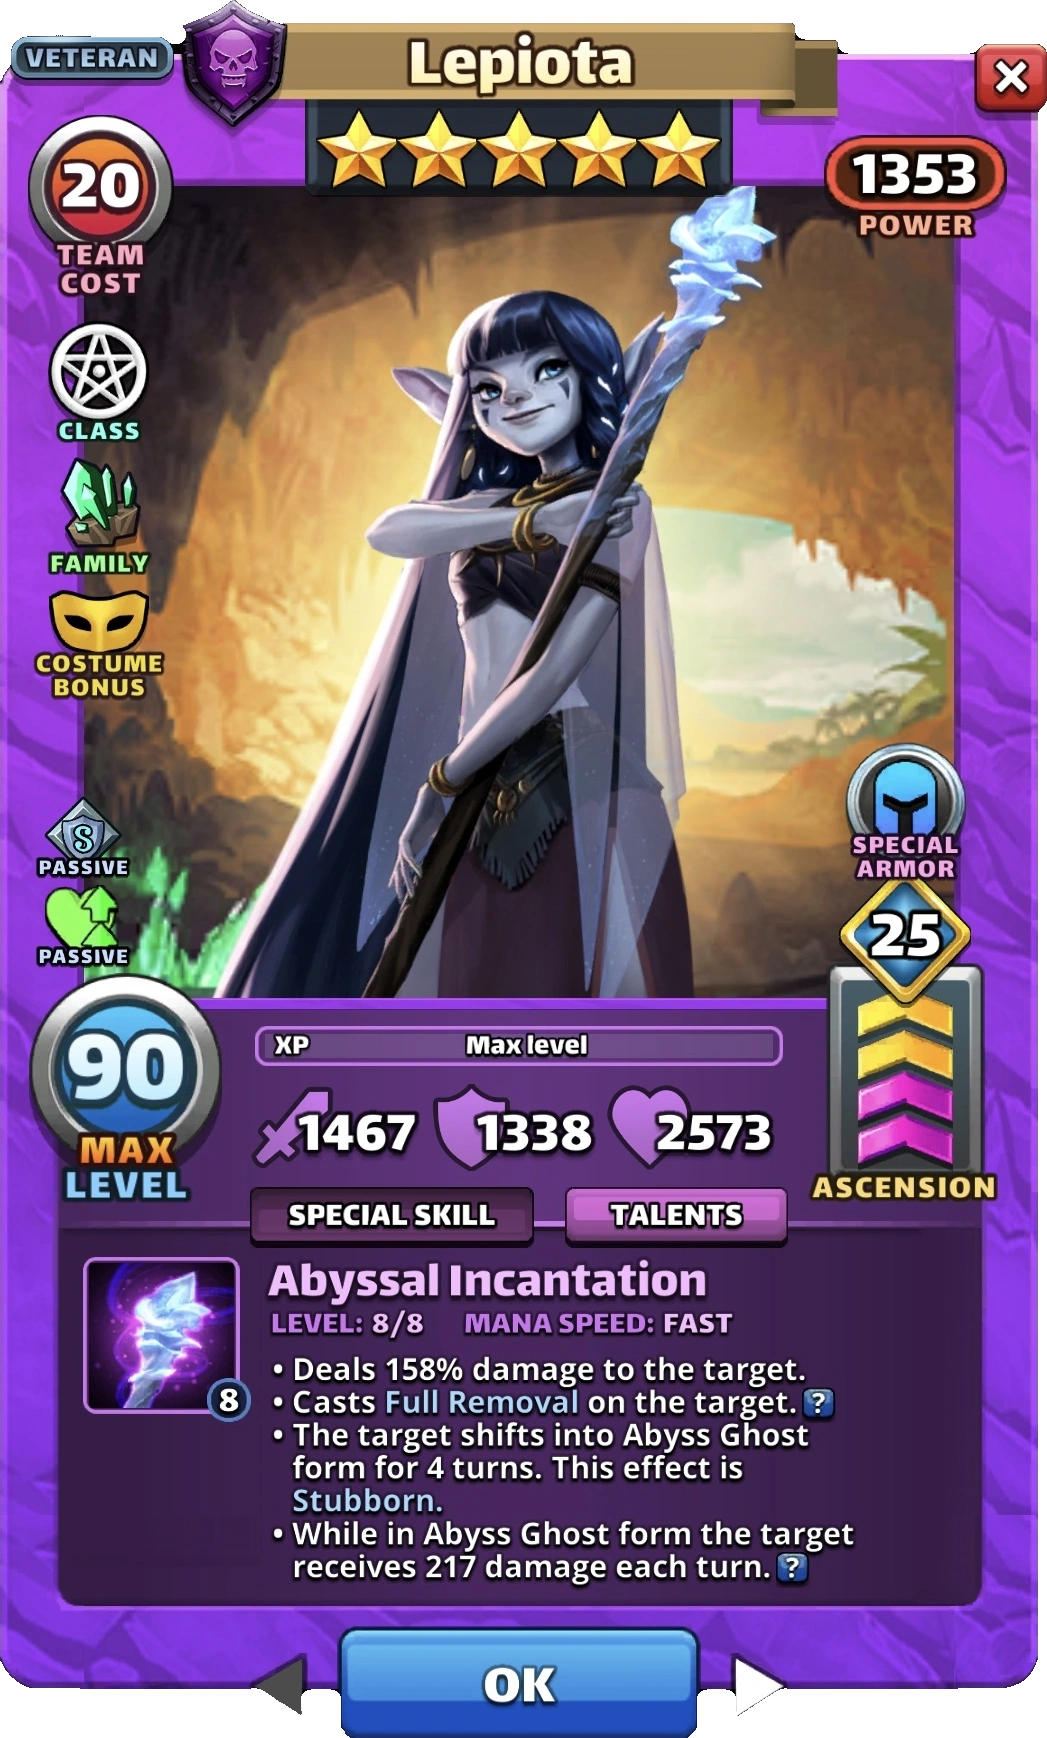 VETERAN
Lepiota
20
TEAM
COST
1353
POWER
CLASS
FAMILY
COSTUME
BONUS
S
PASSIVE
PASSIVE
SPECIAL
ARMOR
25
90
MAX
LEVEL
XP
Max level
1467
1338
2573
ASCENSION
SPECIAL SKILL
TALENTS
8
Abyssal Incantation
LEVEL: 8/8 MANA SPEED: FAST
• Deals 158% damage to the target.
• Casts Full Removal on the target. ?
• The target shifts into Abyss Ghost
form for 4 turns. This effect is
Stubborn.
• While in Abyss Ghost form the target
receives 217 damage each turn. ?
OK